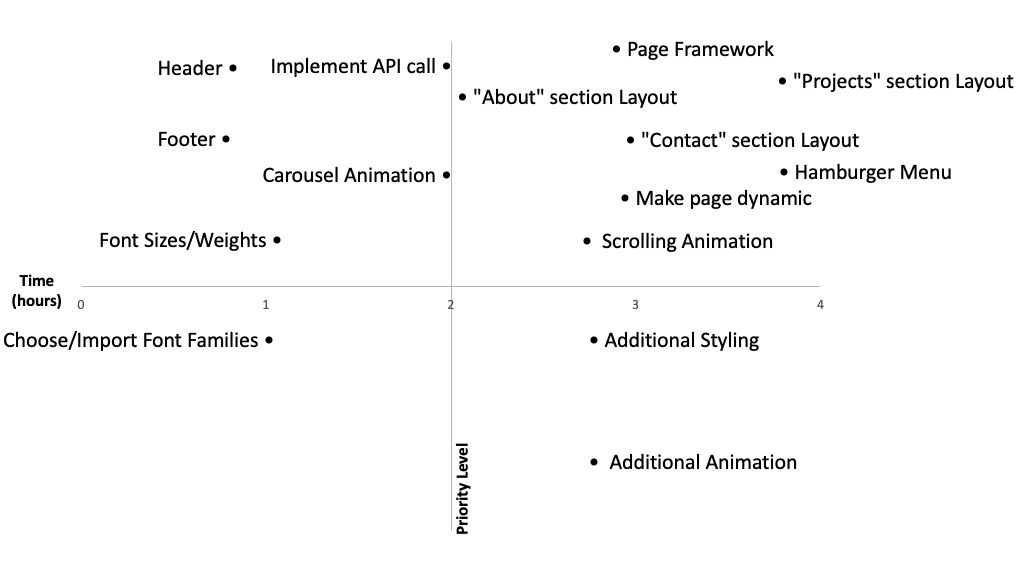 Page Framework
Header
Implement API call
"Projects" section Layout
"About" section Layout
Footer
"Contact" section Layout
Carousel Animation
Hamburger Menu
Make page dynamic
Font Sizes/Weights
Scrolling Animation
Time
(hours)
0 1 2 3 4
Choose/Import Font Families
Additional Styling
Additional Animation
Priority Level